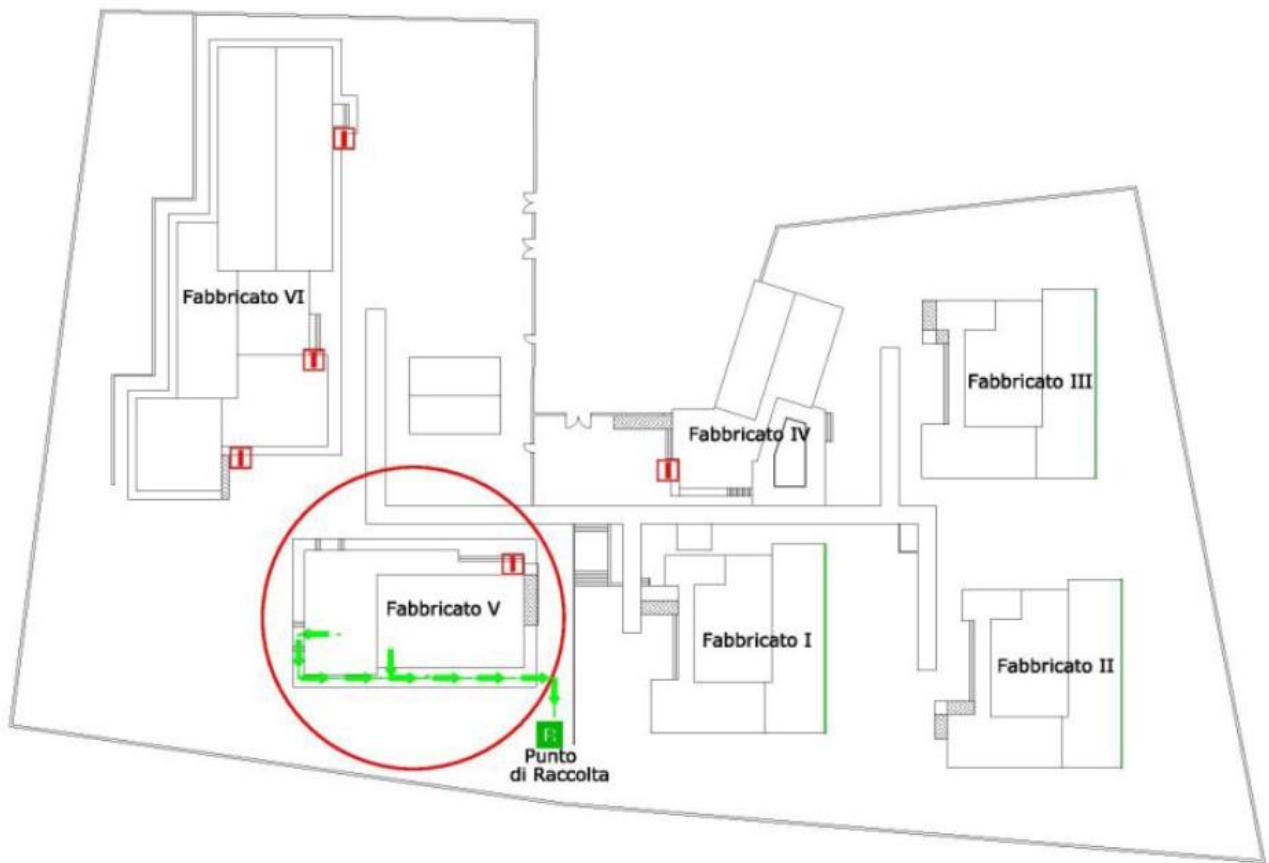 Fabbricato VI
Fabbricato III
Fabbricato IV
Fabbricato V
Fabbricato I
Fabbricato II
R
Punto
di Raccolta